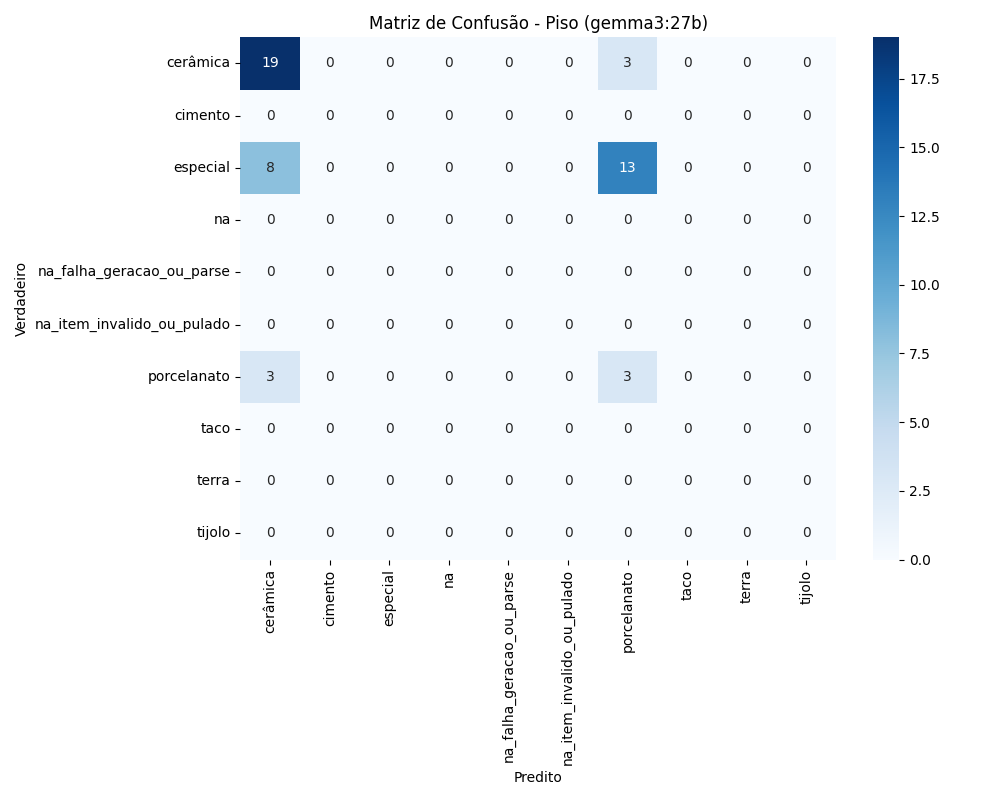 Matriz de Confusão - Piso (gemma3:27b)
cerâmica 19 0 0 0 0 0 3 0 0 0
cimento 0 0 0 0 0 0 0 0 0 0
especial 8 0 0 0 0 0 13 0 0 0
na 0 0 0 0 0 0 0 0 0 0
na_falha_geracao_ou_parse 0 0 0 0 0 0 0 0 0 0
na_item_invalido_ou_pulado 0 0 0 0 0 0 0 0 0 0
porcelanato 3 0 0 0 0 0 3 0 0 0
taco 0 0 0 0 0 0 0 0 0 0
terra 0 0 0 0 0 0 0 0 0 0
tijolo 0 0 0 0 0 0 0 0 0 0
Verdadeiro
cerâmica
cimento
especial
na
na_falha_geracao_ou_parse
na_item_invalido_ou_pulado
porcelanato
taco
terra
tijolo
Predito
17.5
15.0
12.5
10.0
7.5
5.0
2.5
0.0